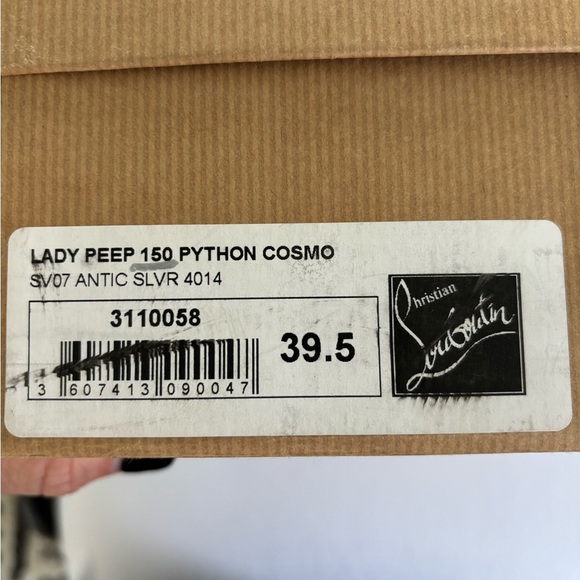 LADY PEEP 150 PYTHON COSMO
SV07 ANTIC SLVR 4014
3110058
39.5
3 607413 090047
Christian
Louboutin